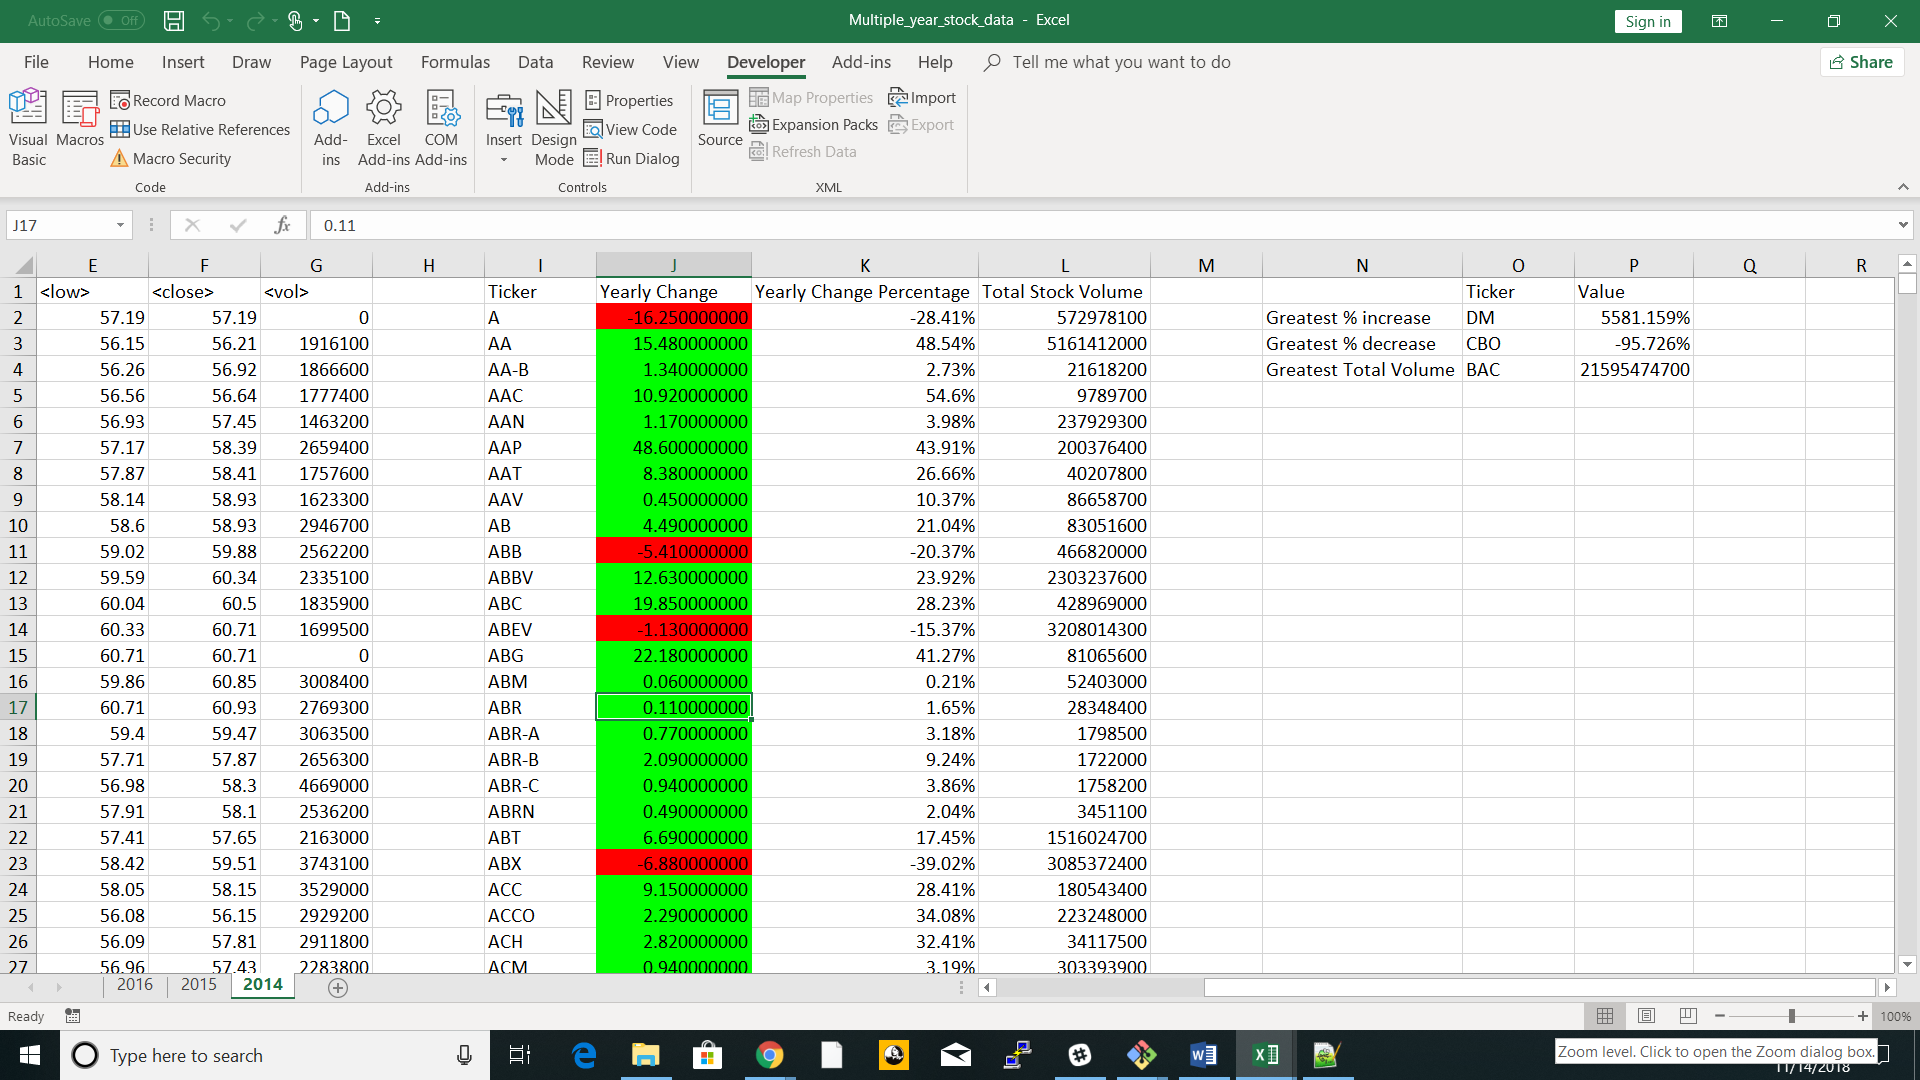 AutoSave Off
Multiple_year_stock_data - Excel
Sign in
File Home Insert Draw Page Layout Formulas Data Review View Developer Add-ins Help Tell me what you want to do Share
Visual Basic
Macros
Record Macro
Use Relative References
Macro Security
Code
Add-ins
Excel Add-ins
COM Add-ins
Add-ins
Insert
Design Mode
Properties
View Code
Run Dialog
Controls
Source
Map Properties
Expansion Packs
Refresh Data
Import
Export
XML
J17 fx 0.11
E F G H I J K L M N O P Q R
1 <low> <close> <vol> Ticker Yearly Change Yearly Change Percentage Total Stock Volume Ticker Value
2 57.19 57.19 0 A -16.250000000 -28.41% 572978100 Greatest % increase DM 5581.159%
3 56.15 56.21 1916100 AA 15.480000000 48.54% 5161412000 Greatest % decrease CBO -95.726%
4 56.26 56.92 1866600 AA-B 1.340000000 2.73% 21618200 Greatest Total Volume BAC 21595474700
5 56.56 56.64 1777400 AAC 10.920000000 54.6% 9789700
6 56.93 57.45 1463200 AAN 1.170000000 3.98% 237929300
7 57.17 58.39 2659400 AAP 48.600000000 43.91% 200376400
8 57.87 58.41 1757600 AAT 8.380000000 26.66% 40207800
9 58.14 58.93 1623300 AAV 0.450000000 10.37% 86658700
10 58.6 58.93 2946700 AB 4.490000000 21.04% 83051600
11 59.02 59.88 2562200 ABB -5.410000000 -20.37% 466820000
12 59.59 60.34 2335100 ABBV 12.630000000 23.92% 2303237600
13 60.04 60.5 1835900 ABC 19.850000000 28.23% 428969000
14 60.33 60.71 1699500 ABEV -1.130000000 -15.37% 3208014300
15 60.71 60.71 0 ABG 22.180000000 41.27% 81065600
16 59.86 60.85 3008400 ABM 0.060000000 0.21% 52403000
17 60.71 60.93 2769300 ABR 0.110000000 1.65% 28348400
18 59.4 59.47 3063500 ABR-A 0.770000000 3.18% 1798500
19 57.71 57.87 2656300 ABR-B 2.090000000 9.24% 1722000
20 56.98 58.3 4669000 ABR-C 0.940000000 3.86% 1758200
21 57.91 58.1 2536200 ABRN 0.490000000 2.04% 3451100
22 57.41 57.65 2163000 ABT 6.690000000 17.45% 1516024700
23 58.42 59.51 3743100 ABX -6.880000000 -39.02% 3085372400
24 58.05 58.15 3529000 ACC 9.150000000 28.41% 180543400
25 56.08 56.15 2929200 ACCO 2.290000000 34.08% 223248000
26 56.09 57.81 2911800 ACH 2.820000000 32.41% 34117500
27 56.96 57.43 2283800 ACM 0.940000000 3.19% 303393900
2016 2015 2014
Ready 100%
Type here to search
Zoom level. Click to open the Zoom dialog box.
11/14/2018